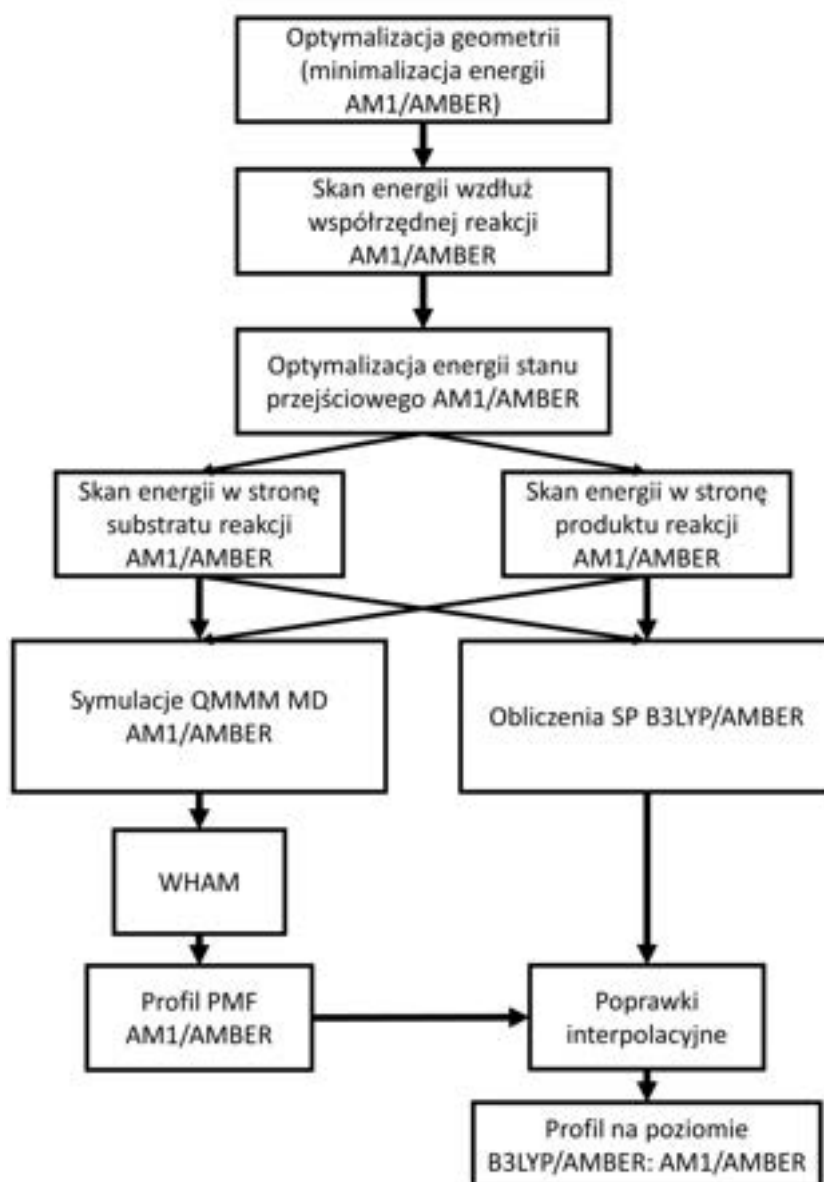 Optymalizacja geometrii
(minimalizacja energii
AM1/AMBER)
Skan energii wzdłuż
współrzędnej reakcji
AM1/AMBER
Optymalizacja energii stanu
przejściowego AM1/AMBER
Skan energii w stronę
substratu reakcji
AM1/AMBER
Skan energii w stronę
produktu reakcji
AM1/AMBER
Symulacje QMMM MD
AM1/AMBER
Obliczenia SP B3LYP/AMBER
WHAM
Profil PMF
AM1/AMBER
Poprawki
interpolacyjne
Profil na poziomie
B3LYP/AMBER: AM1/AMBER